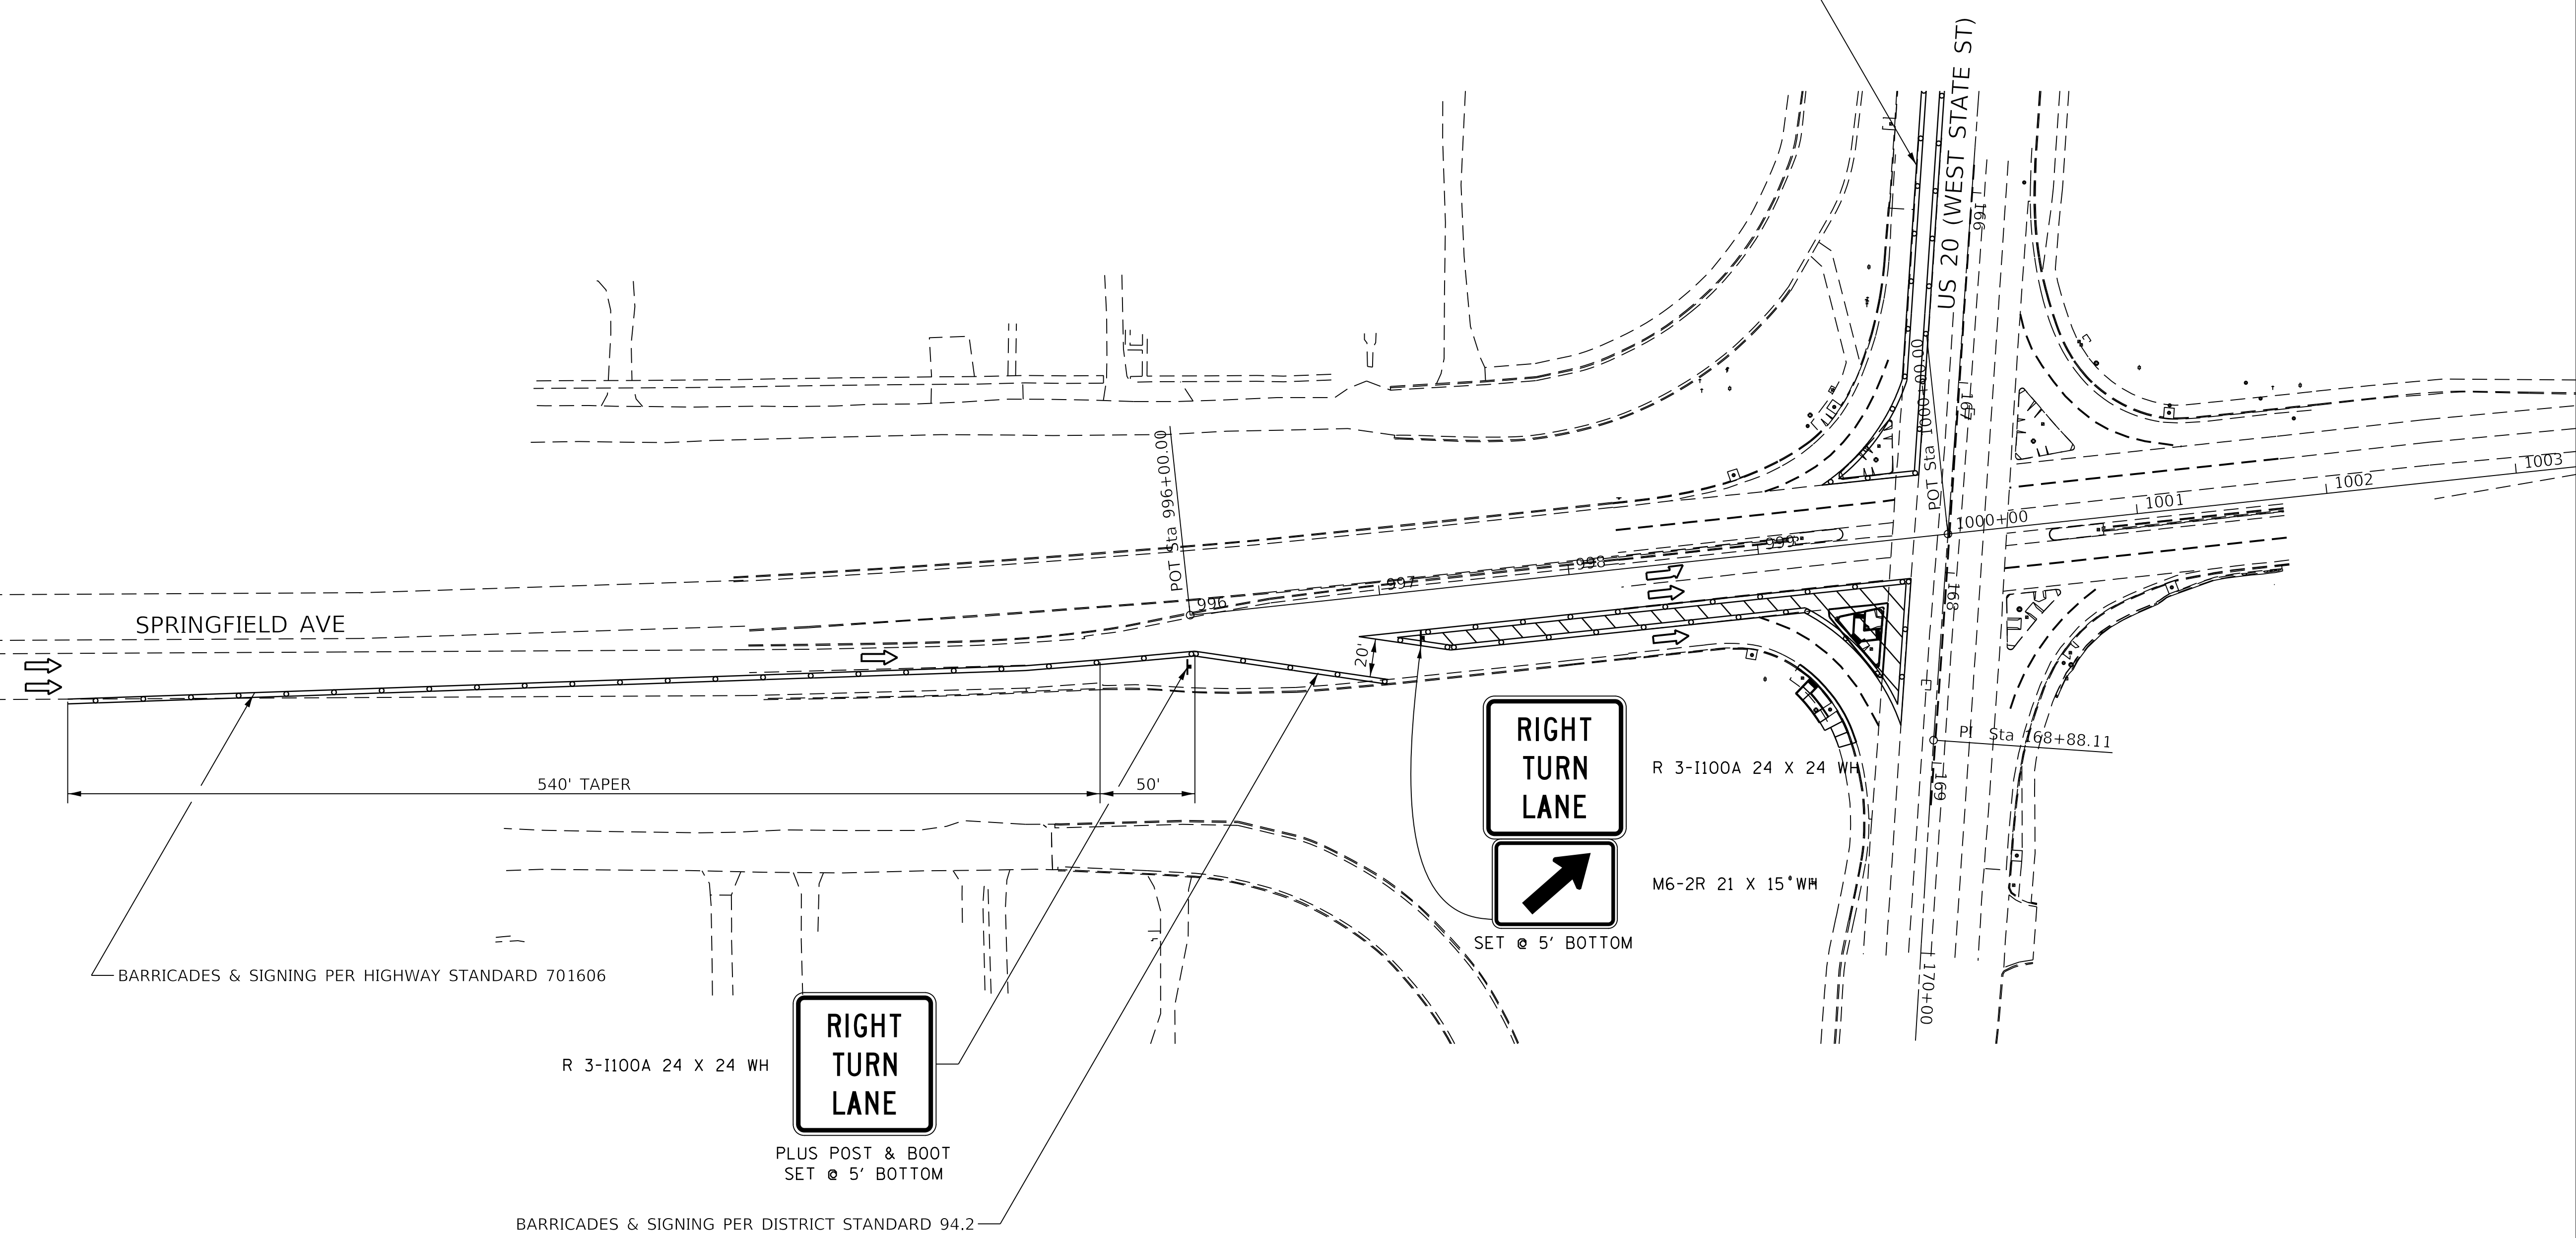 US 20 (WEST STATE ST)
166
POT Sta 1000+00.00
167
POT Sta 996+00.00
1003
1002
1001
1000+00
999
998
997
996
SPRINGFIELD AVE
168
20'
PI Sta 168+88.11
169
170+00
540' TAPER
50'
RIGHT
TURN
LANE
R 3-I100A 24 X 24 WH
M6-2R 21 X 15"WH
SET @ 5' BOTTOM
BARRICADES & SIGNING PER HIGHWAY STANDARD 701606
R 3-I100A 24 X 24 WH
RIGHT
TURN
LANE
PLUS POST & BOOT
SET @ 5' BOTTOM
BARRICADES & SIGNING PER DISTRICT STANDARD 94.2